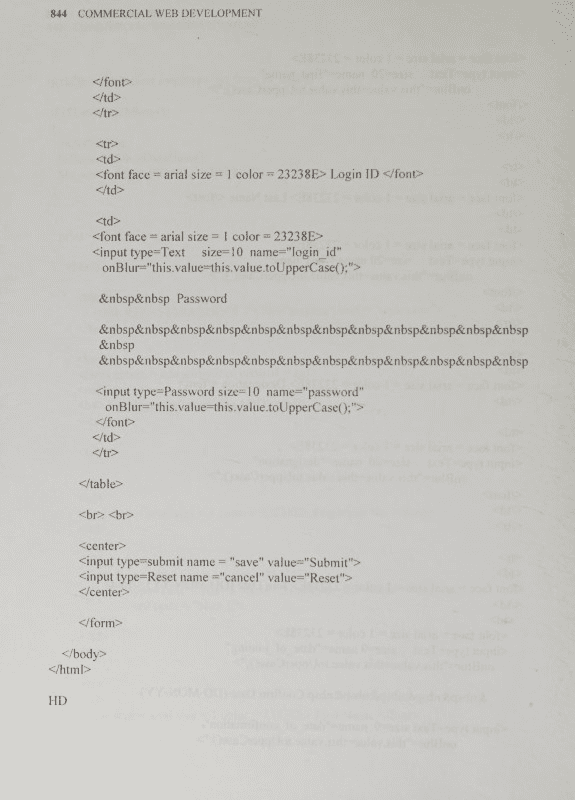 844 COMMERCIAL WEB DEVELOPMENT
</font>
</td>
</tr>
<tr>
<td>
<font face = arial size = 1 color = 23238E> Login ID </font>
</td>
<td>
<font face = arial size = 1 color = 23238E>
<input type=Text size=10 name="login_id"
onBlur="this.value=this.value.toUpperCase();">
&nbsp&nbsp Password
&nbsp&nbsp&nbsp&nbsp&nbsp&nbsp&nbsp&nbsp&nbsp&nbsp&nbsp&nbsp
&nbsp
&nbsp&nbsp&nbsp&nbsp&nbsp&nbsp&nbsp&nbsp&nbsp&nbsp&nbsp&nbsp
<input type=Password size=10 name="password"
onBlur="this.value=this.value.toUpperCase();">
</font>
</td>
</tr>
</table>
<br> <br>
<center>
<input type=submit name = "save" value="Submit">
<input type=Reset name ="cancel" value="Reset">
</center>
</form>
</body>
</html>
HD